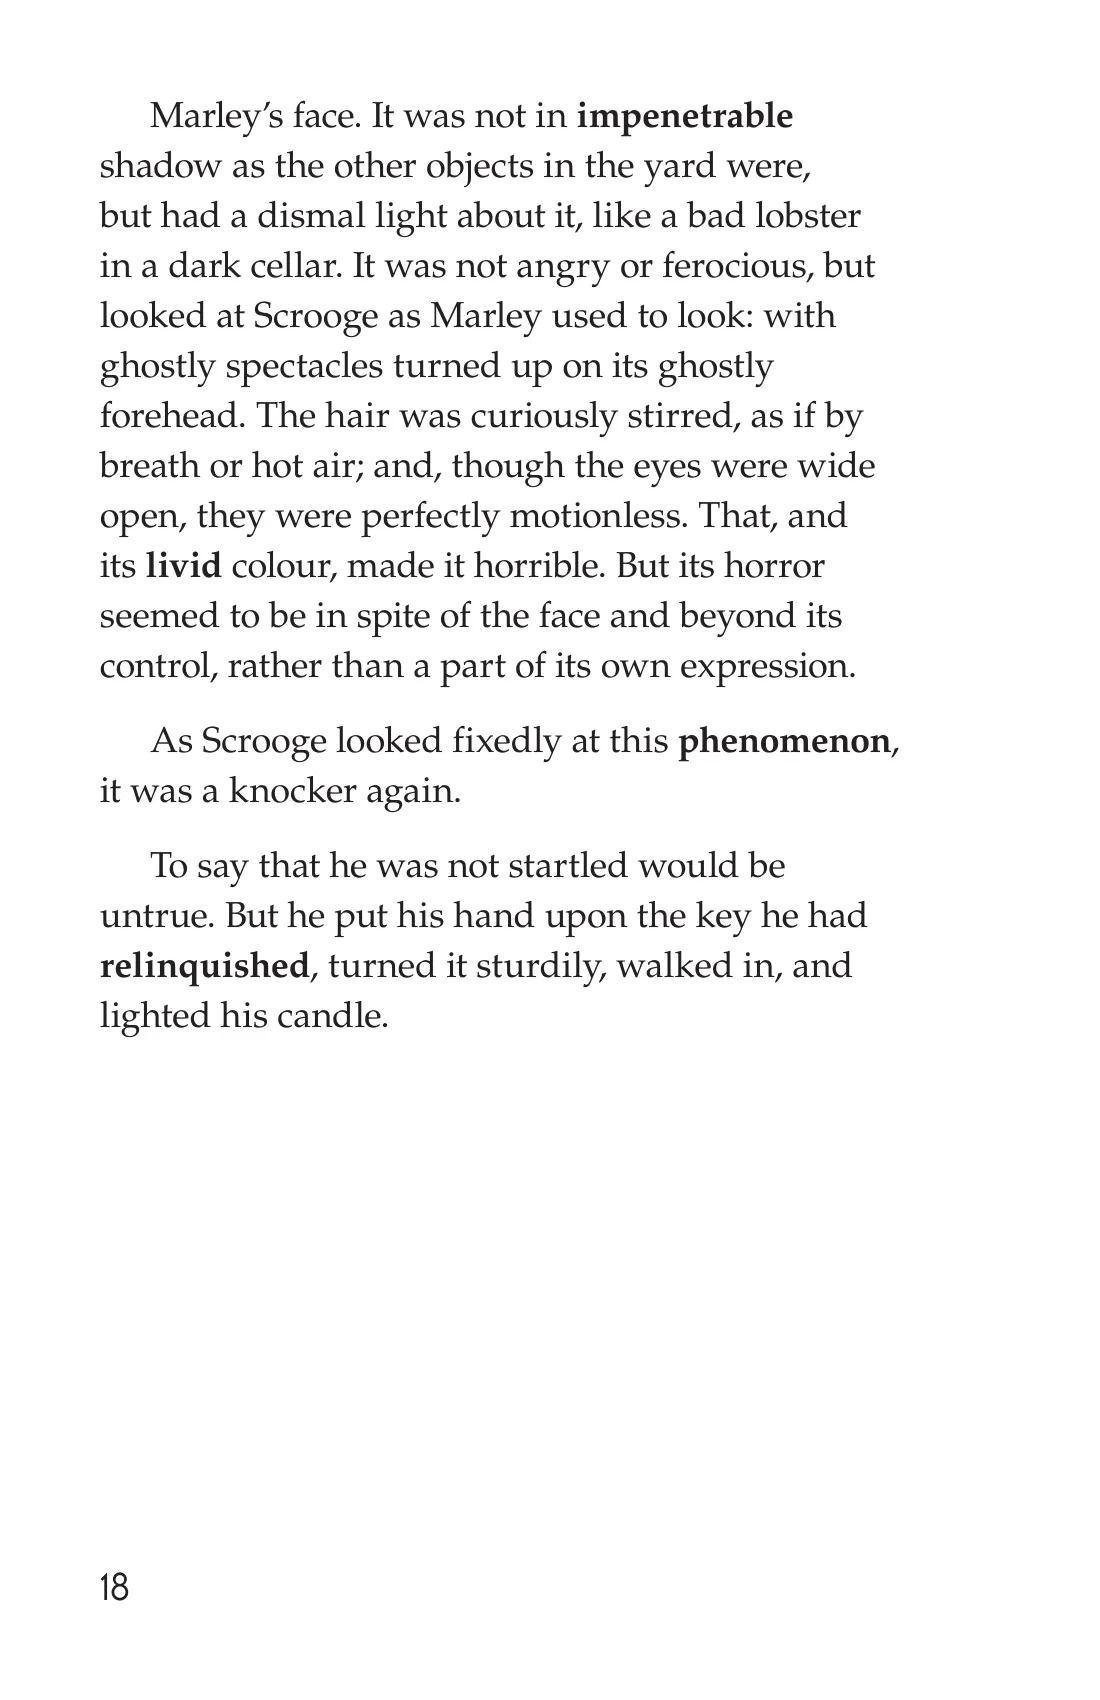 Marley’s face. It was not in impenetrable
shadow as the other objects in the yard were,
but had a dismal light about it, like a bad lobster
in a dark cellar. It was not angry or ferocious, but
looked at Scrooge as Marley used to look: with
ghostly spectacles turned up on its ghostly
forehead. The hair was curiously stirred, as if by
breath or hot air; and, though the eyes were wide
open, they were perfectly motionless. That, and
its livid colour, made it horrible. But its horror
seemed to be in spite of the face and beyond its
control, rather than a part of its own expression.
As Scrooge looked fixedly at this phenomenon,
it was a knocker again.
To say that he was not startled would be
untrue. But he put his hand upon the key he had
relinquished, turned it sturdily, walked in, and
lighted his candle.
18